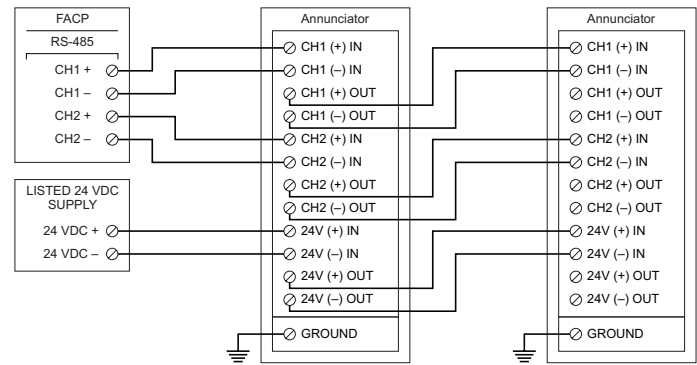 FACP
RS-485
CH1 +
CH1 –
CH2 +
CH2 –
LISTED 24 VDC
SUPPLY
24 VDC +
24 VDC –
Annunciator
CH1 (+) IN
CH1 (–) IN
CH1 (+) OUT
CH1 (–) OUT
CH2 (+) IN
CH2 (–) IN
CH2 (+) OUT
CH2 (–) OUT
24V (+) IN
24V (–) IN
24V (+) OUT
24V (–) OUT
GROUND
Annunciator
CH1 (+) IN
CH1 (–) IN
CH1 (+) OUT
CH1 (–) OUT
CH2 (+) IN
CH2 (–) IN
CH2 (+) OUT
CH2 (–) OUT
24V (+) IN
24V (–) IN
24V (+) OUT
24V (–) OUT
GROUND